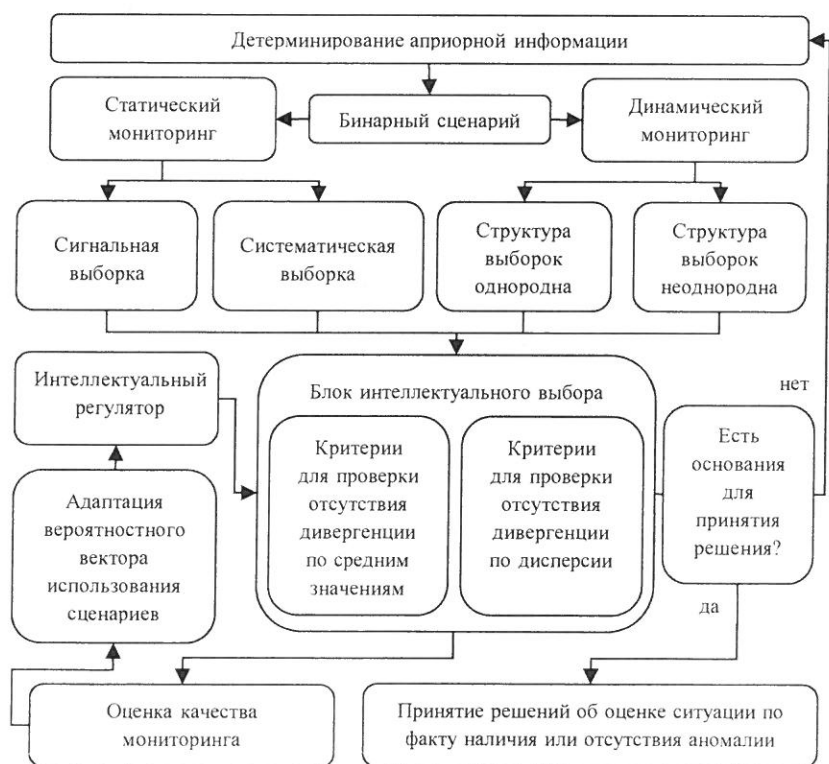 Детерминирование априорной информации
Статический
мониторинг
Бинарный сценарий
Динамический
мониторинг
Сигнальная
выборка
Систематическая
выборка
Структура
выборок
однородна
Структура
выборок
неоднородна
Интеллектуальный
регулятор
Блок интеллектуального выбора
нет
Критерии
для проверки
отсутствия
дивергенции
по средним
значениям
Критерии
для проверки
отсутствия
дивергенции
по дисперсии
Есть
основания
для
принятия
решения?
Адаптация
вероятностного
вектора
использования
сценариев
да
Оценка качества
мониторинга
Принятие решений об оценке ситуации по
факту наличия или отсутствия аномалии